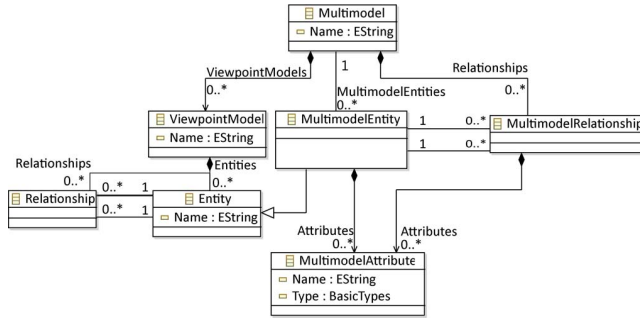 Multimodel
Name : EString
1
ViewpointModels
0..*
Relationships
0..*
MultimodelEntities
0..*
ViewpointModel
Name : EString
MultimodelEntity
1
0..*
1
0..*
MultimodelRelationship
Relationships
0..*
Entities
0..*
Relationship
0..*
1
0..*
1
Entity
Name : EString
Attributes
0..*
Attributes
0..*
MultimodelAttribute
Name : EString
Type : BasicTypes